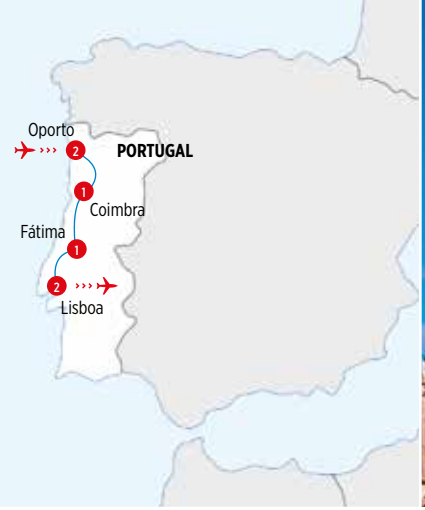 Oporto
2
PORTUGAL
1
Coimbra
Fátima
1
2
Lisboa